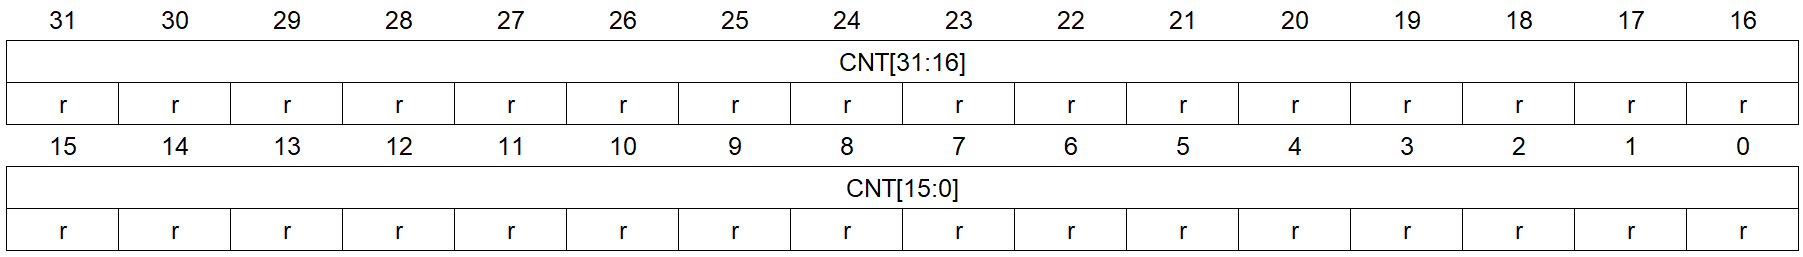 31 30 29 28 27 26 25 24 23 22 21 20 19 18 17 16
CNT[31:16]
r r r r r r r r r r r r r r r r
15 14 13 12 11 10 9 8 7 6 5 4 3 2 1 0
CNT[15:0]
r r r r r r r r r r r r r r r r